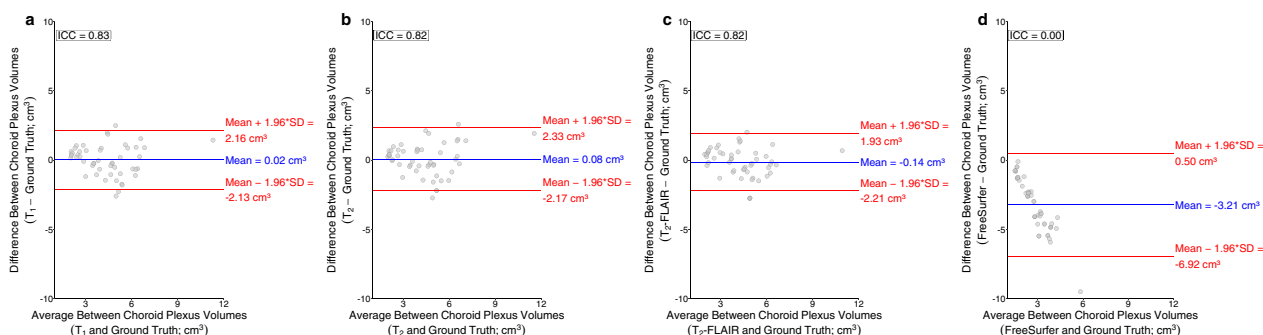 a
Difference Between Choroid Plexus Volumes
(T₁ − Ground Truth; cm³)
10
5
0
-5
-10
ICC = 0.83
Mean + 1.96*SD =
2.16 cm³
Mean = 0.02 cm³
Mean − 1.96*SD =
-2.13 cm³
3 6 9 12
Average Between Choroid Plexus Volumes
(T₁ and Ground Truth; cm³)
b
Difference Between Choroid Plexus Volumes
(T₂ − Ground Truth; cm³)
10
5
0
-5
-10
ICC = 0.82
Mean + 1.96*SD =
2.33 cm³
Mean = 0.08 cm³
Mean − 1.96*SD =
-2.17 cm³
3 6 9 12
Average Between Choroid Plexus Volumes
(T₂ and Ground Truth; cm³)
c
Difference Between Choroid Plexus Volumes
(T₂-FLAIR − Ground Truth; cm³)
10
5
0
-5
-10
ICC = 0.82
Mean + 1.96*SD =
1.93 cm³
Mean = -0.14 cm³
Mean − 1.96*SD =
-2.21 cm³
3 6 9 12
Average Between Choroid Plexus Volumes
(T₂-FLAIR and Ground Truth; cm³)
d
Difference Between Choroid Plexus Volumes
(FreeSurfer − Ground Truth; cm³)
10
5
0
-5
-10
ICC = 0.00
Mean + 1.96*SD =
0.50 cm³
Mean = -3.21 cm³
Mean − 1.96*SD =
-6.92 cm³
3 6 9 12
Average Between Choroid Plexus Volumes
(FreeSurfer and Ground Truth; cm³)